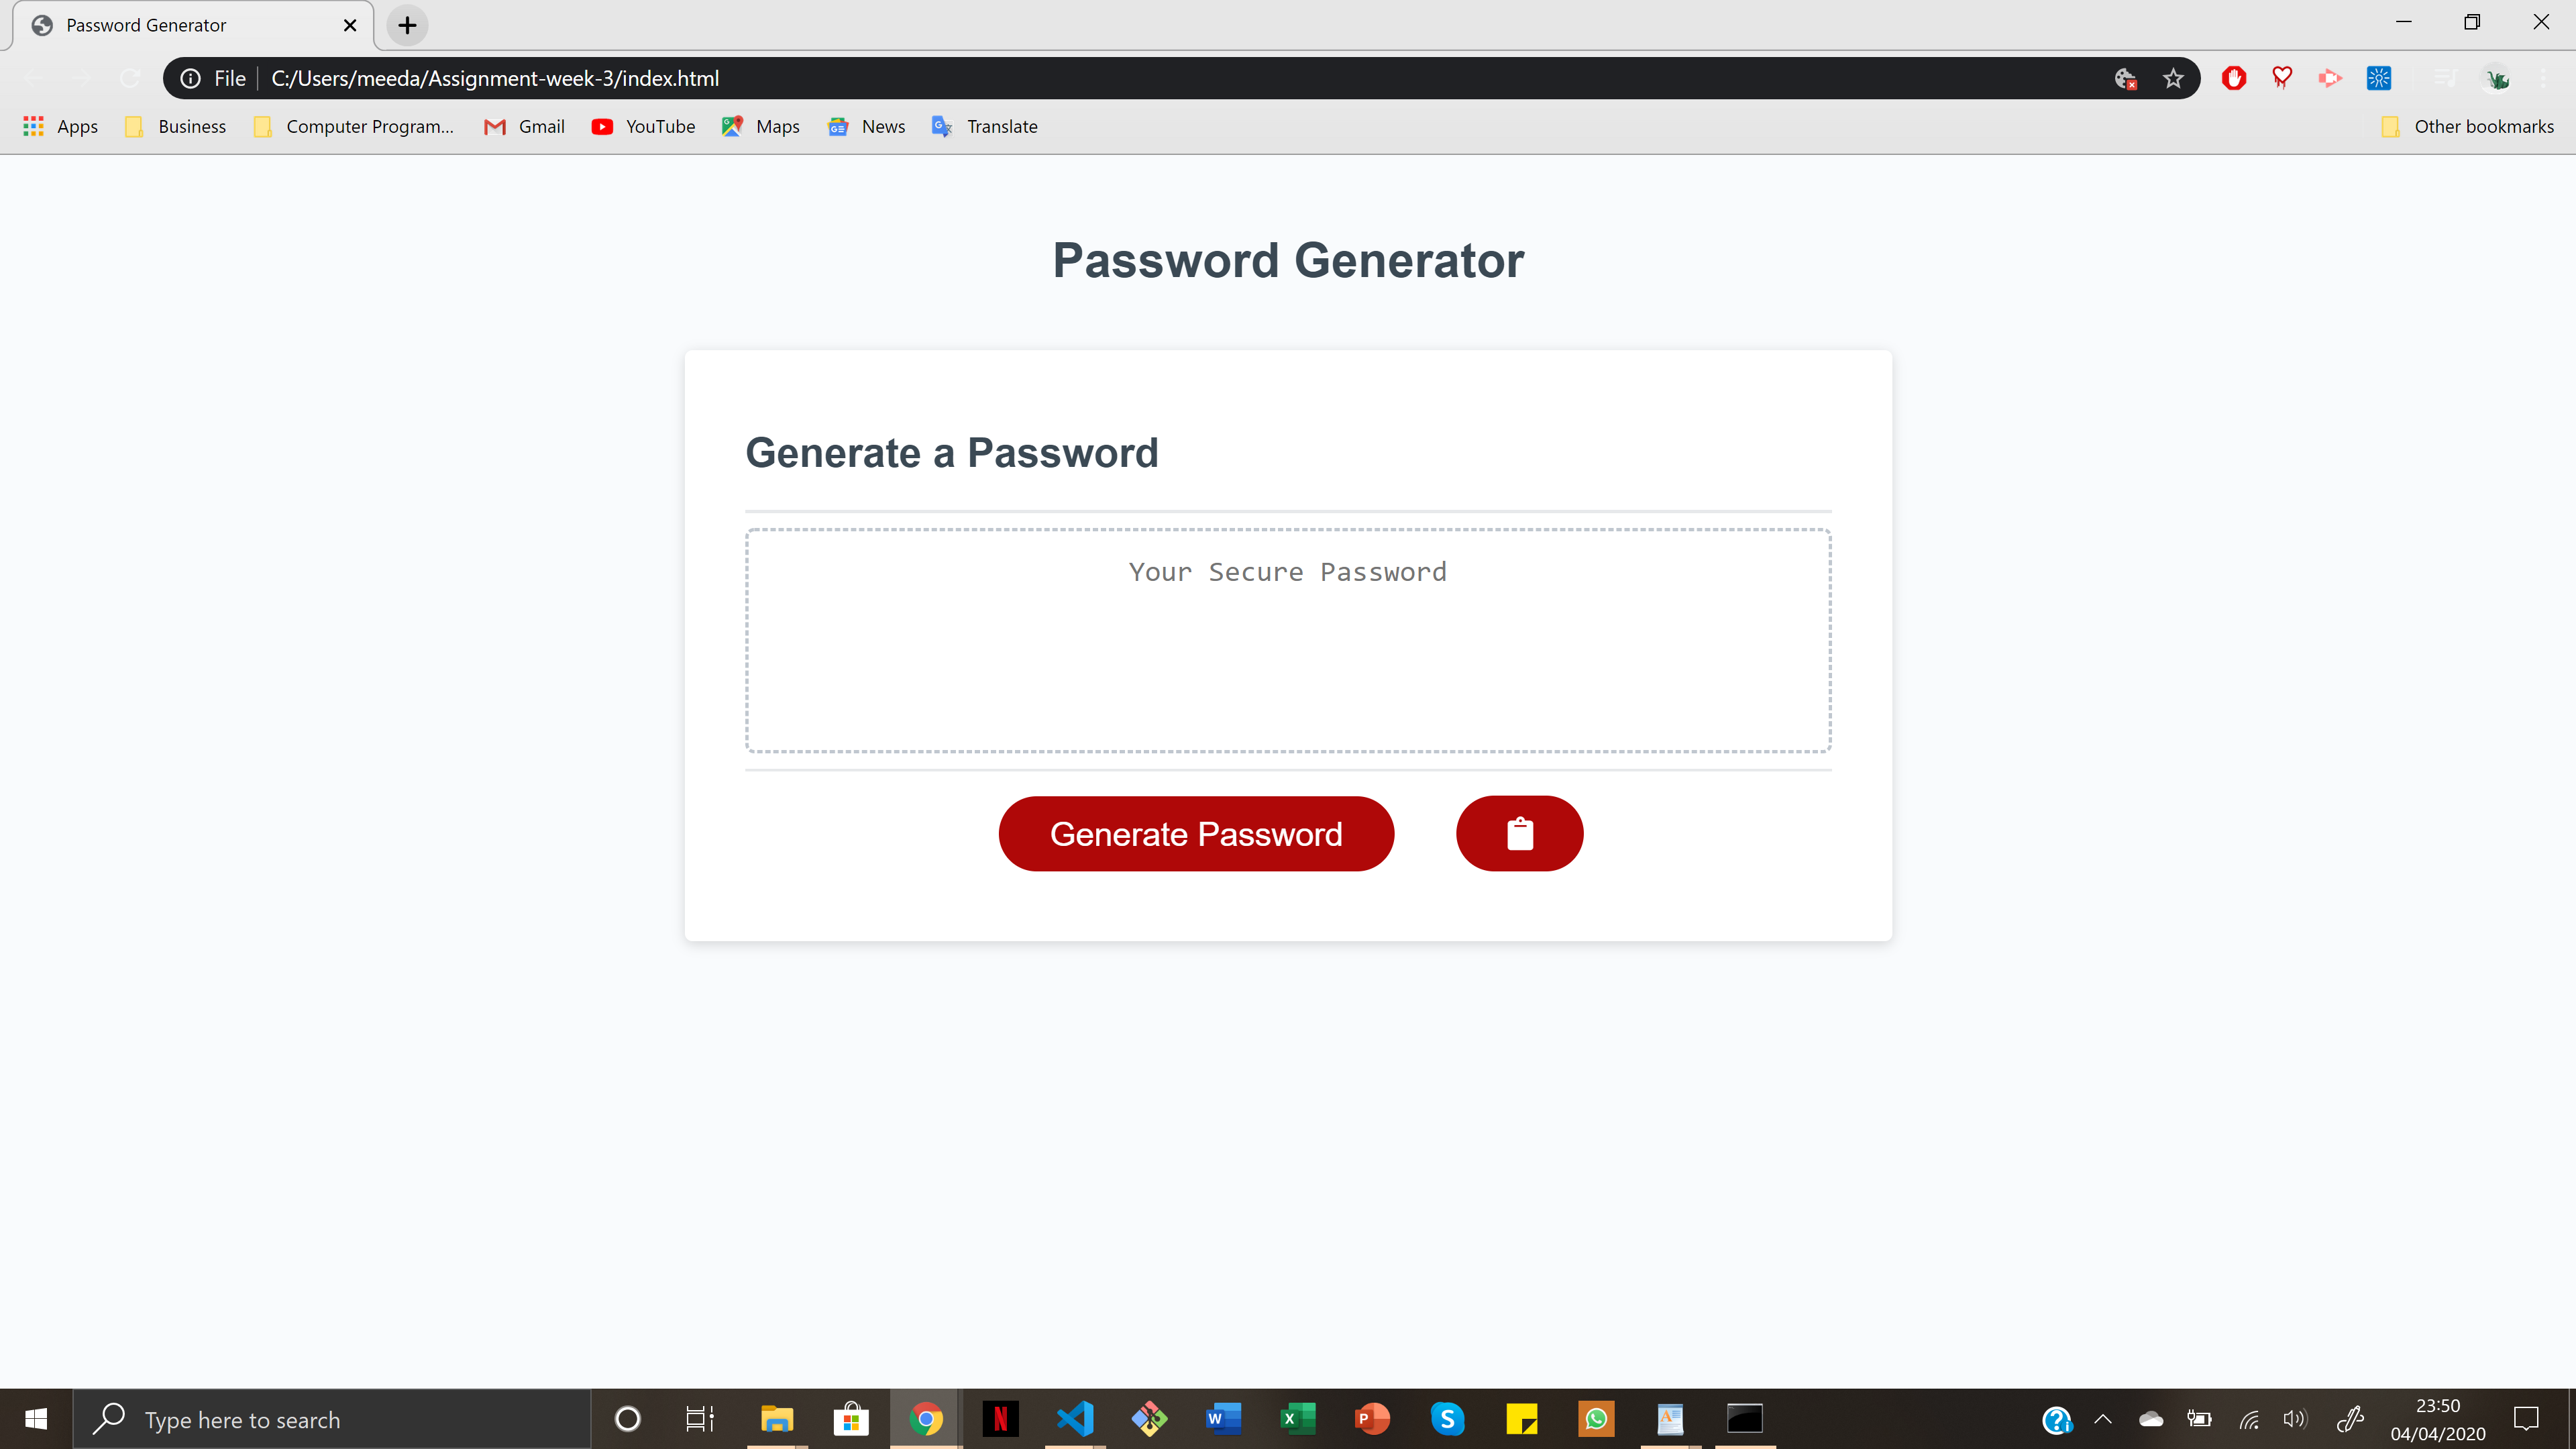 Password Generator
File
C:/Users/meeda/Assignment-week-3/index.html
Apps
Business
Computer Program...
Gmail
YouTube
Maps
News
Translate
Other bookmarks
Password Generator
Generate a Password
Your Secure Password
Generate Password
Type here to search
23:50
04/04/2020